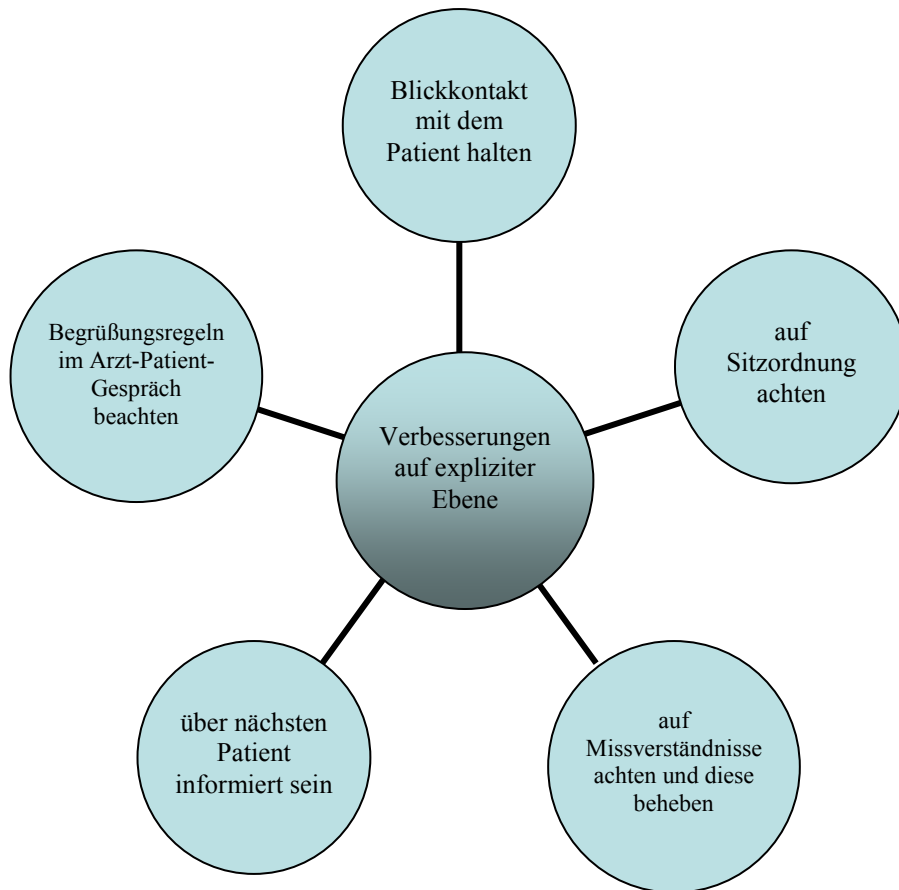 Blickkontakt
mit dem
Patient halten
Begrüßungsregeln
im Arzt-Patient-
Gespräch
beachten
auf
Sitzordnung
achten
Verbesserungen
auf expliziter
Ebene
über nächsten
Patient
informiert sein
auf
Missverständnisse
achten und diese
beheben